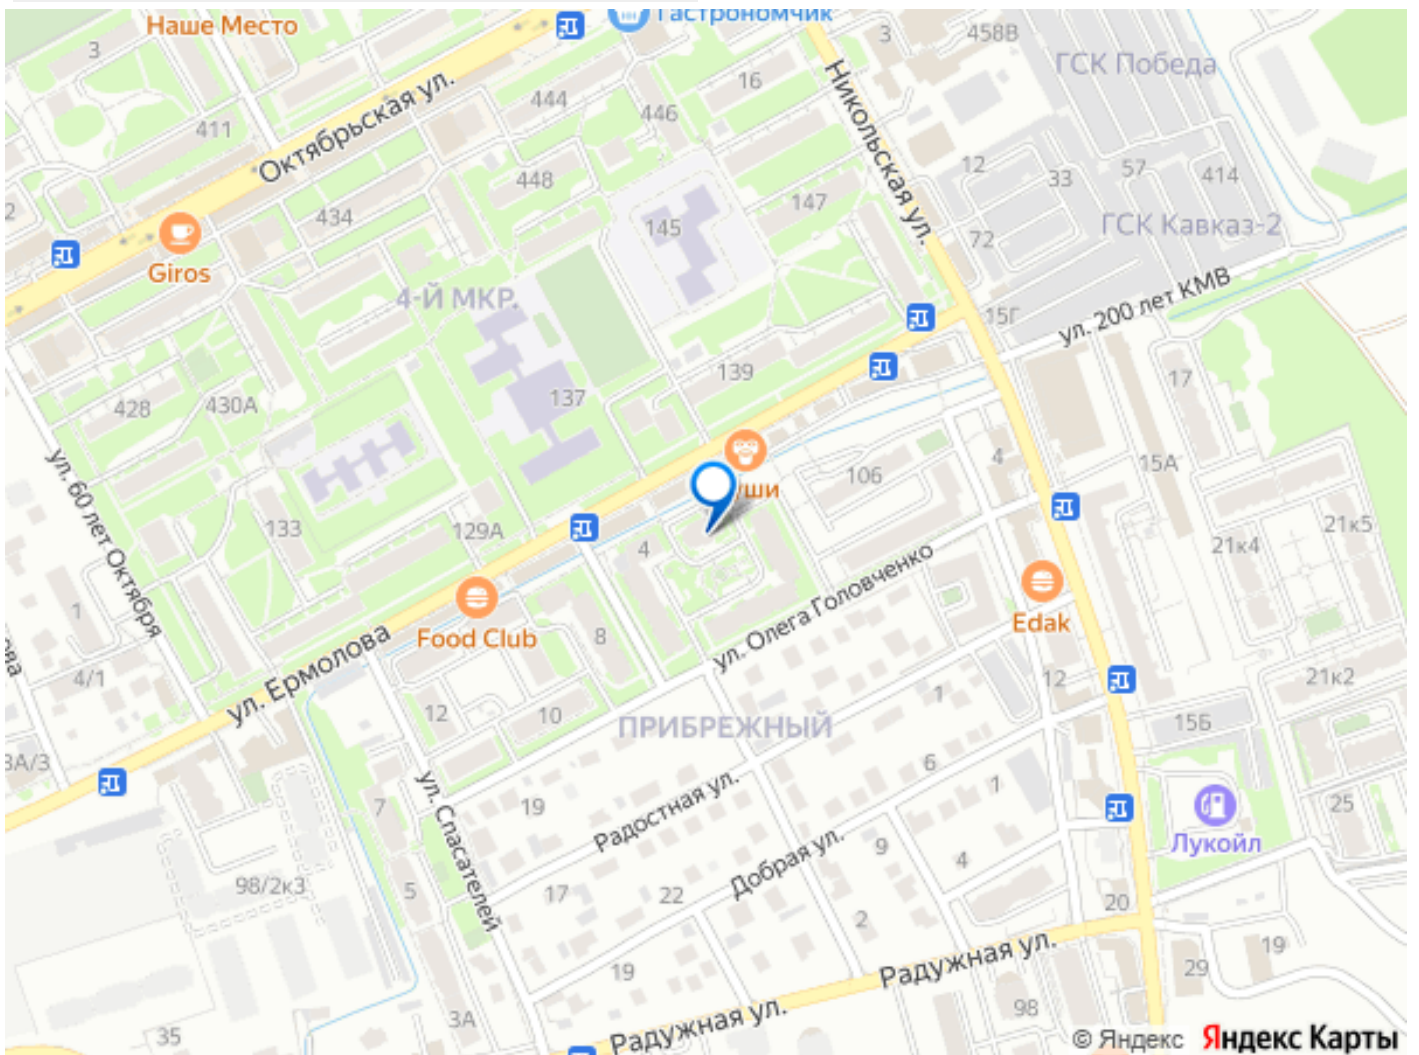 Наше Место
Гастрономчик
3
458В
3
ГСК Победа
16
444
446
411
Октябрьская ул.
Никольская ул.
12
57
33
414
448
147
2
434
145
72
ГСК Кавказ-2
Giros
4-Й МКР.
ул. 200 лет КМВ
15Г
139
17
137
428
430А
4
106
15А
133
129А
21к5
21к4
4
ул. 60 лет Октября
ул. Олега Головченко
1
8
Food Club
Edak
ул. Ермолова
4/1
12
21к2
1
12
10
ПРИБРЕЖНЫЙ
15Б
3А/3
6
1
7
19
25
ул. Спасателей
Радостная ул.
Добрая ул.
Лукойл
9
4
98/2к3
5
17
22
20
2
19
Радужная ул.
19
29
98
3А
35
Радужная ул.
© Яндекс Яндекс Карты